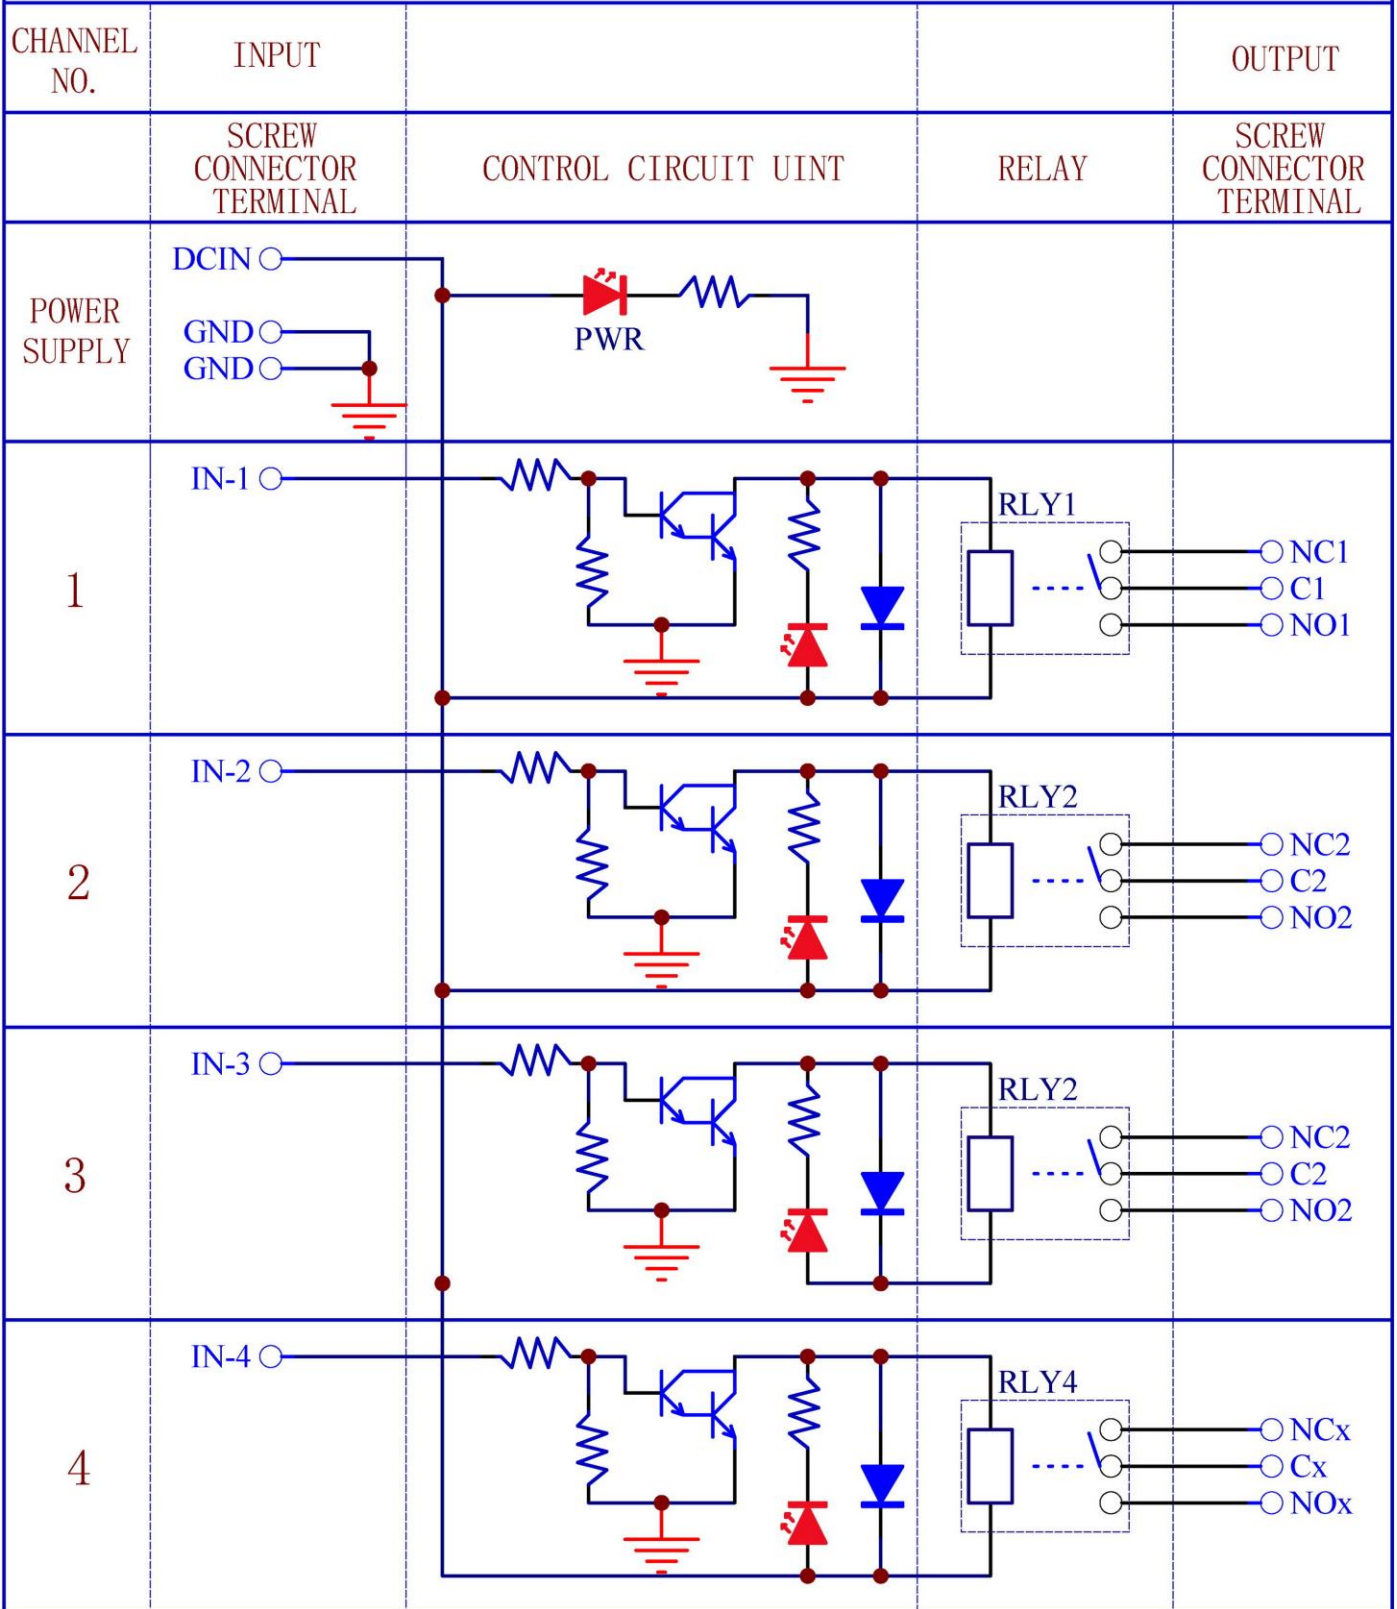 CHANNEL
NO.
INPUT
OUTPUT
SCREW
CONNECTOR
TERMINAL
CONTROL CIRCUIT UINT
RELAY
SCREW
CONNECTOR
TERMINAL
POWER
SUPPLY
DCIN
GND
GND
PWR
1
IN-1
RLY1
NC1
C1
NO1
2
IN-2
RLY2
NC2
C2
NO2
3
IN-3
RLY2
NC2
C2
NO2
4
IN-4
RLY4
NCx
Cx
NOx